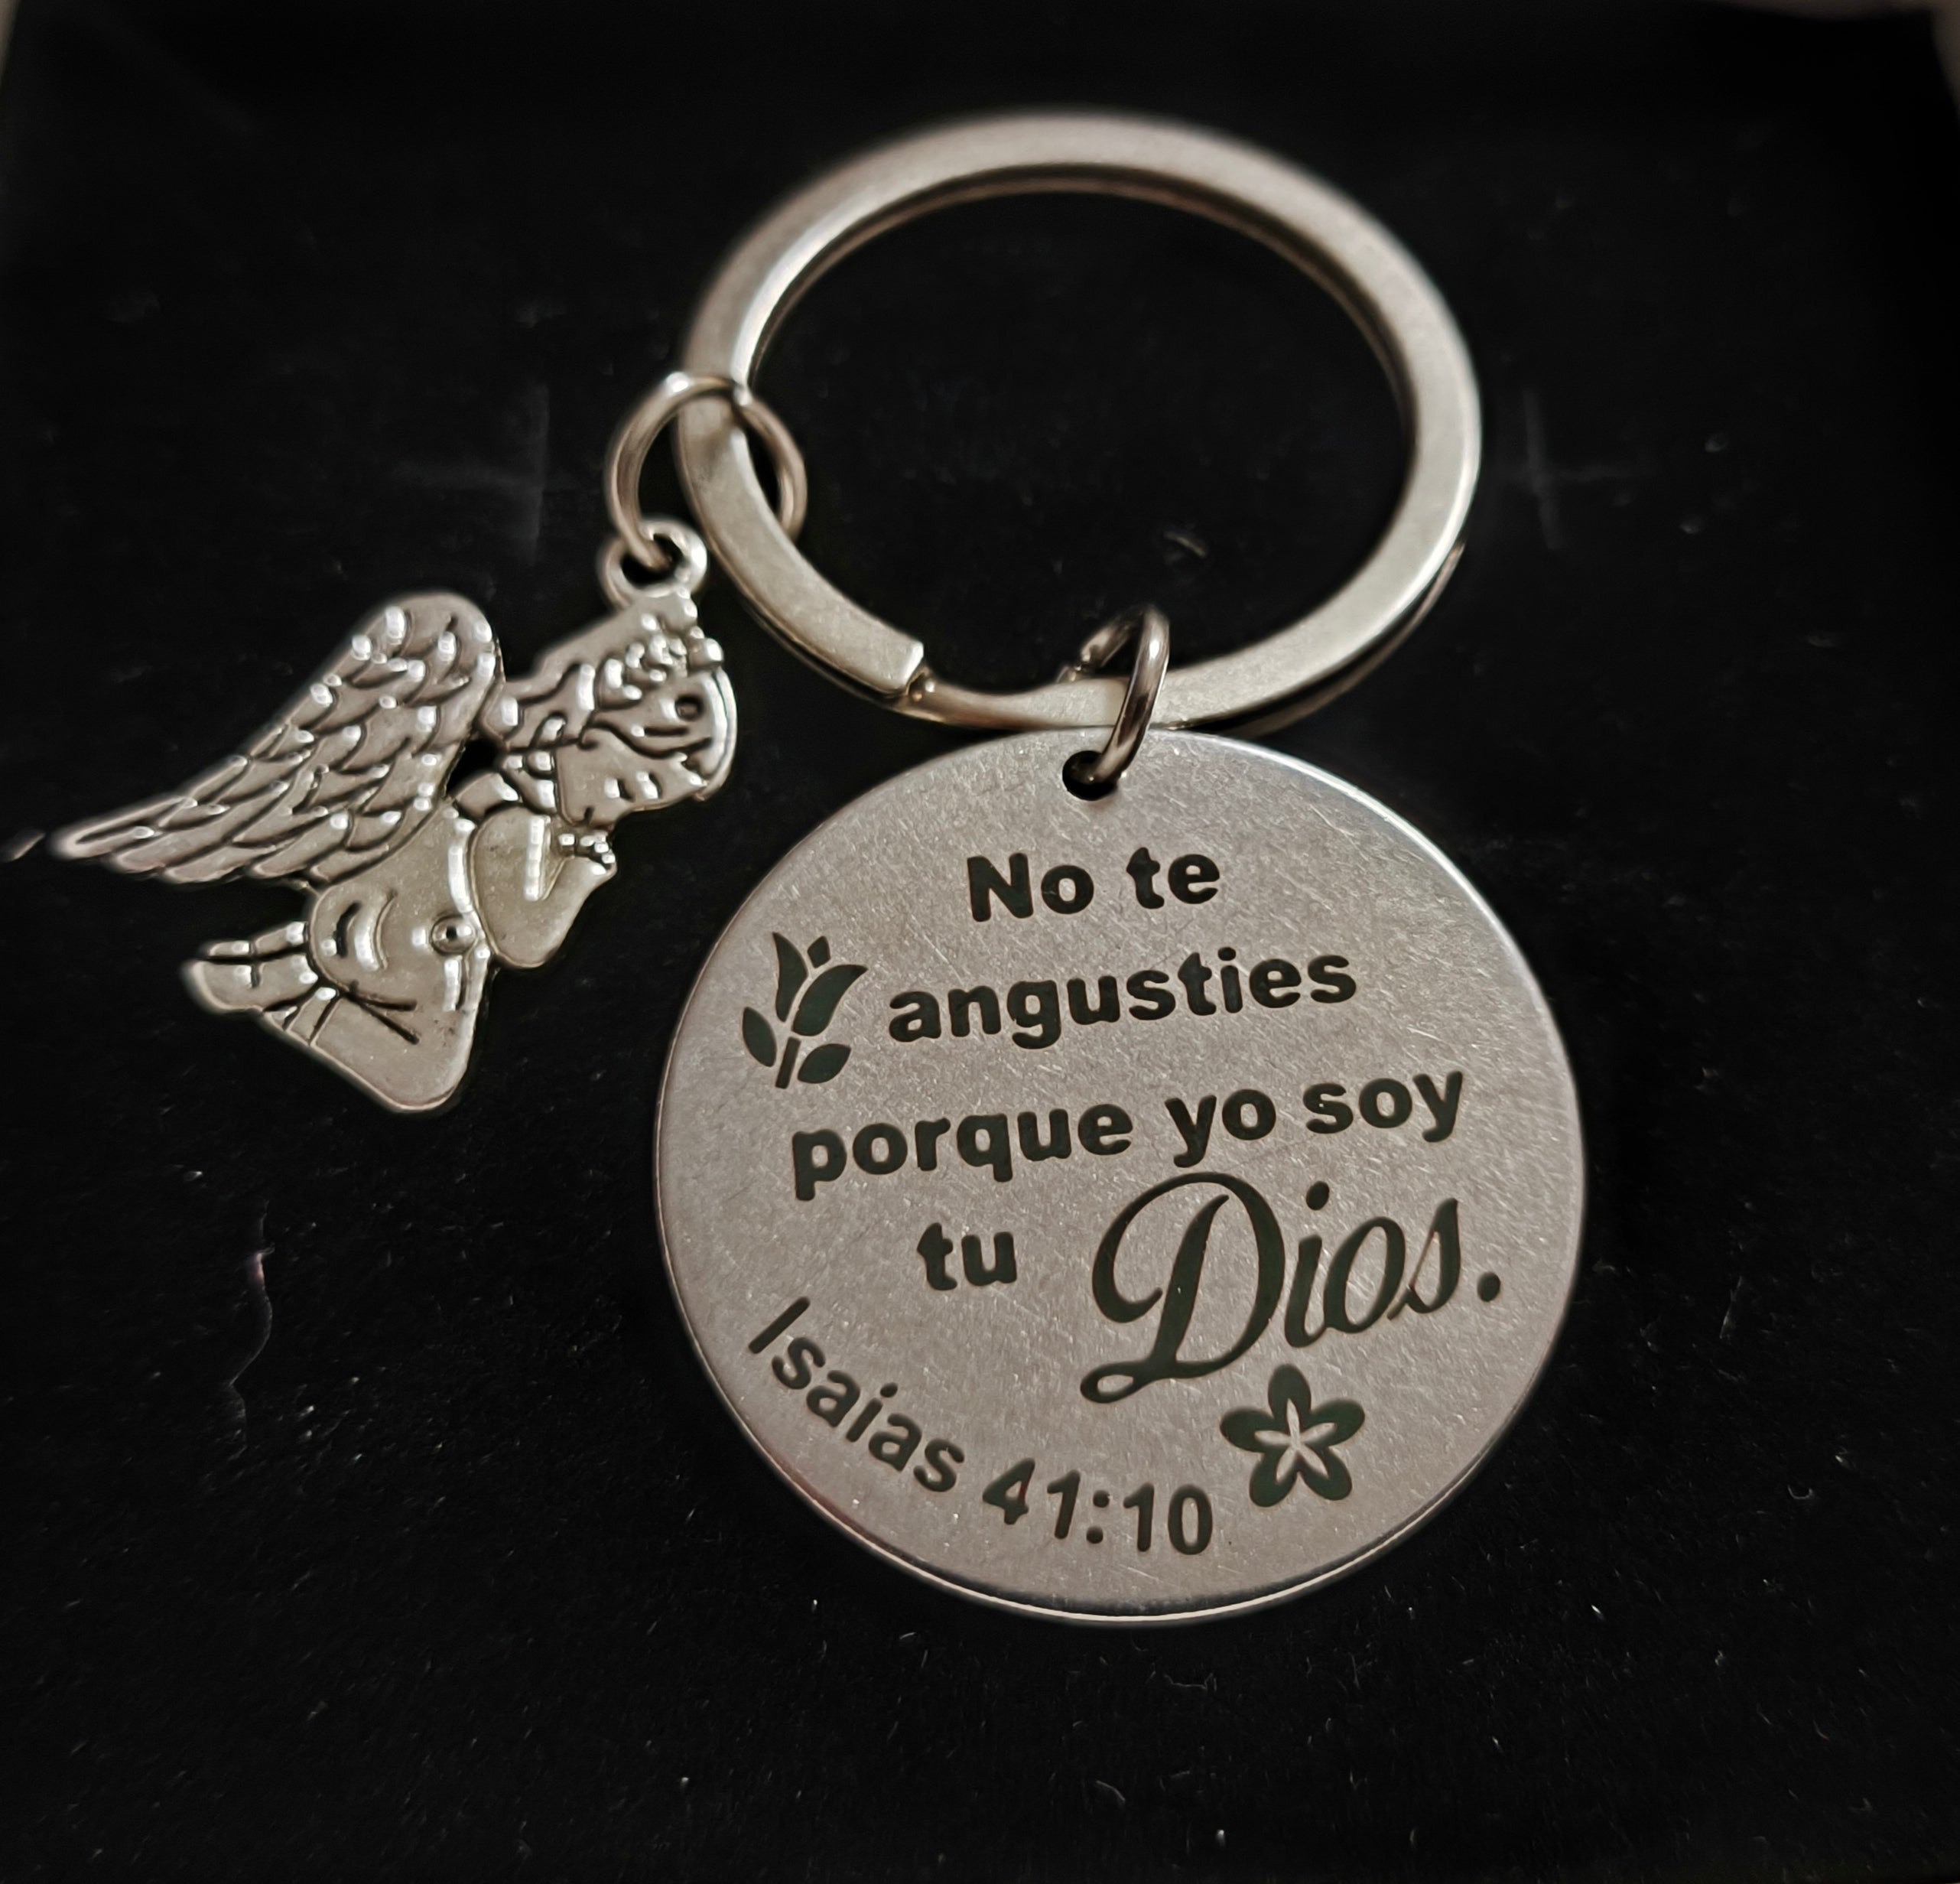 No te
angusties
porque yo soy
tu Dios.
Isaias 41:10